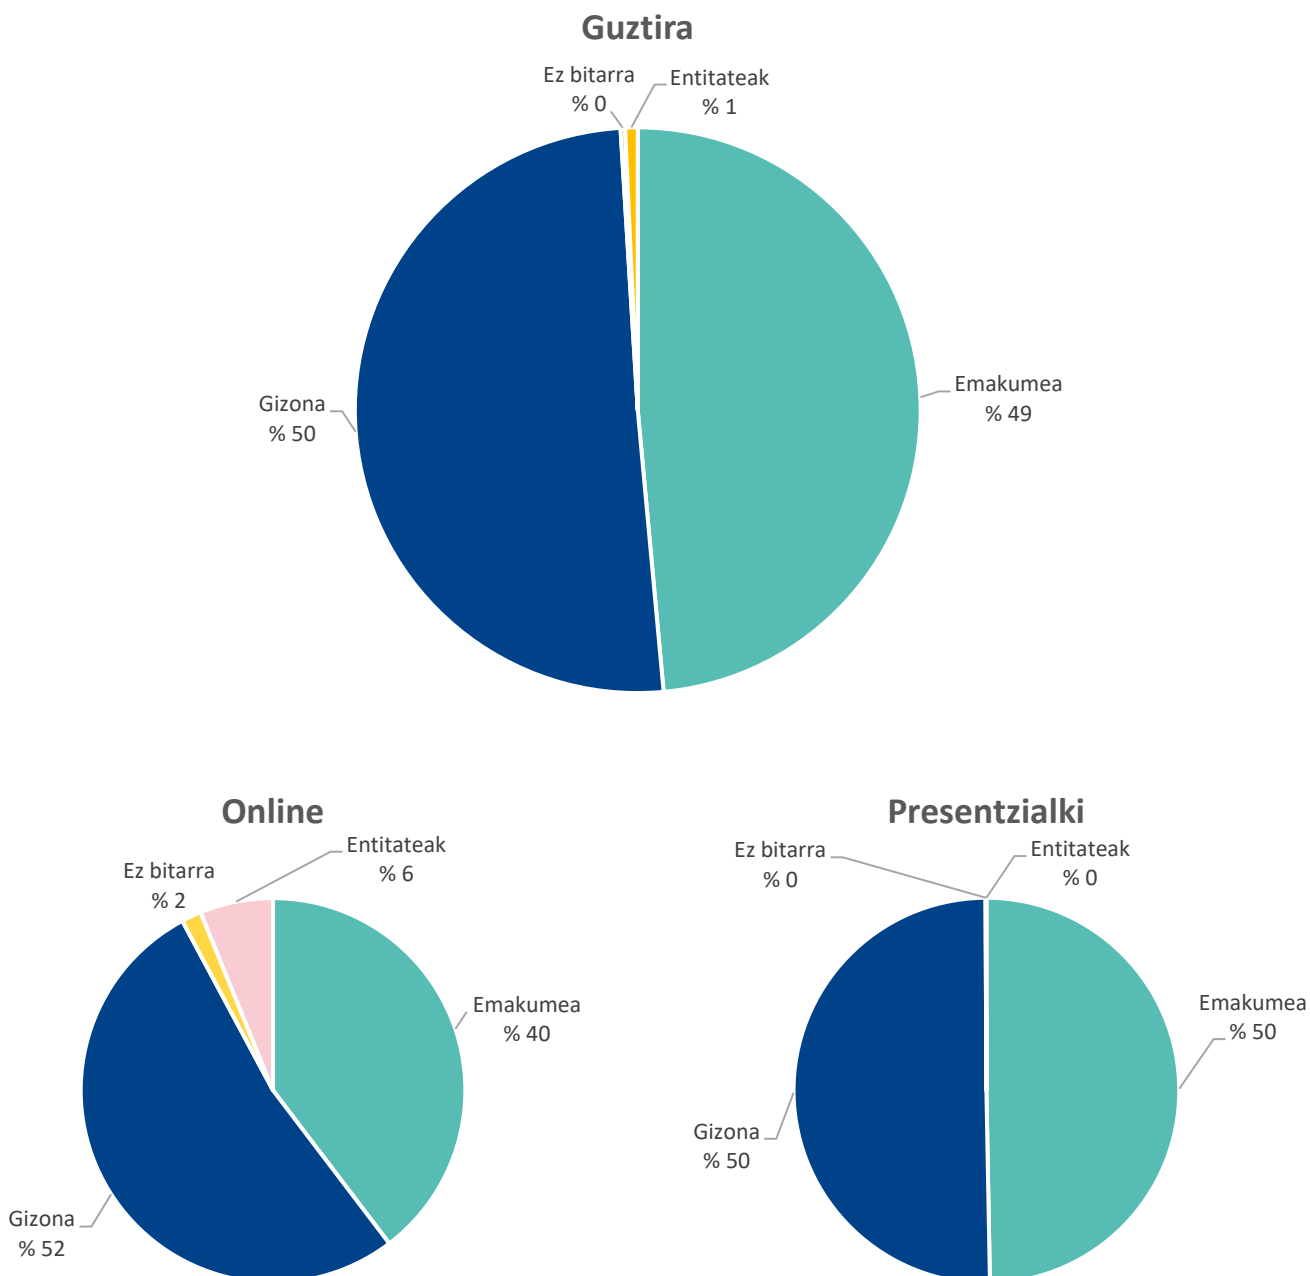 Guztira
Ez bitarra
% 0
Entitateak
% 1
Gizona
% 50
Emakumea
% 49
Online
Ez bitarra
% 2
Entitateak
% 6
Emakumea
% 40
Gizona
% 52
Presentzialki
Ez bitarra
% 0
Entitateak
% 0
Emakumea
% 50
Gizona
% 50